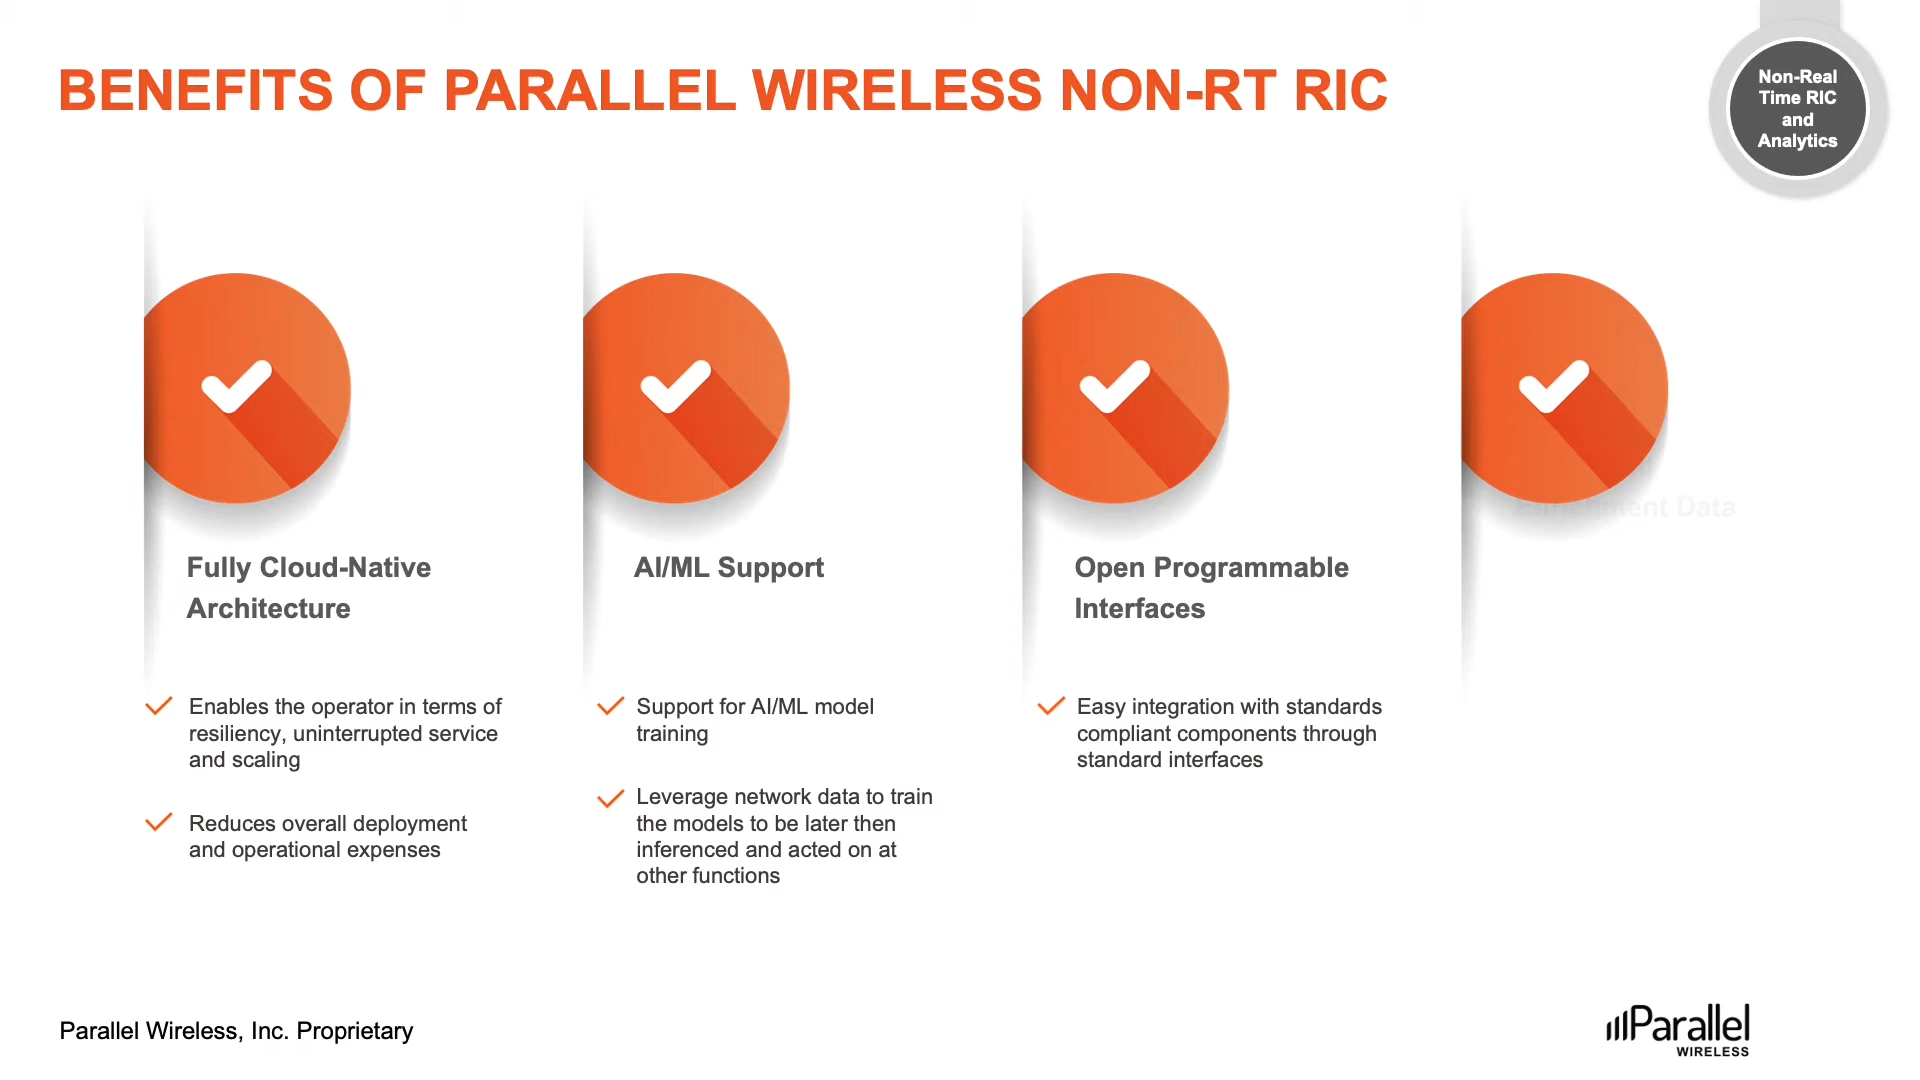 BENEFITS OF PARALLEL WIRELESS NON-RT RIC
Non-Real
Time RIC
and
Analytics
Fully Cloud-Native
Architecture
Enables the operator in terms of
resiliency, uninterrupted service
and scaling
Reduces overall deployment
and operational expenses
AI/ML Support
Support for AI/ML model
training
Leverage network data to train
the models to be later then
inferenced and acted on at
other functions
Open Programmable
Interfaces
Easy integration with standards
compliant components through
standard interfaces
Enrichment Data
Parallel Wireless, Inc. Proprietary
Parallel
WIRELESS